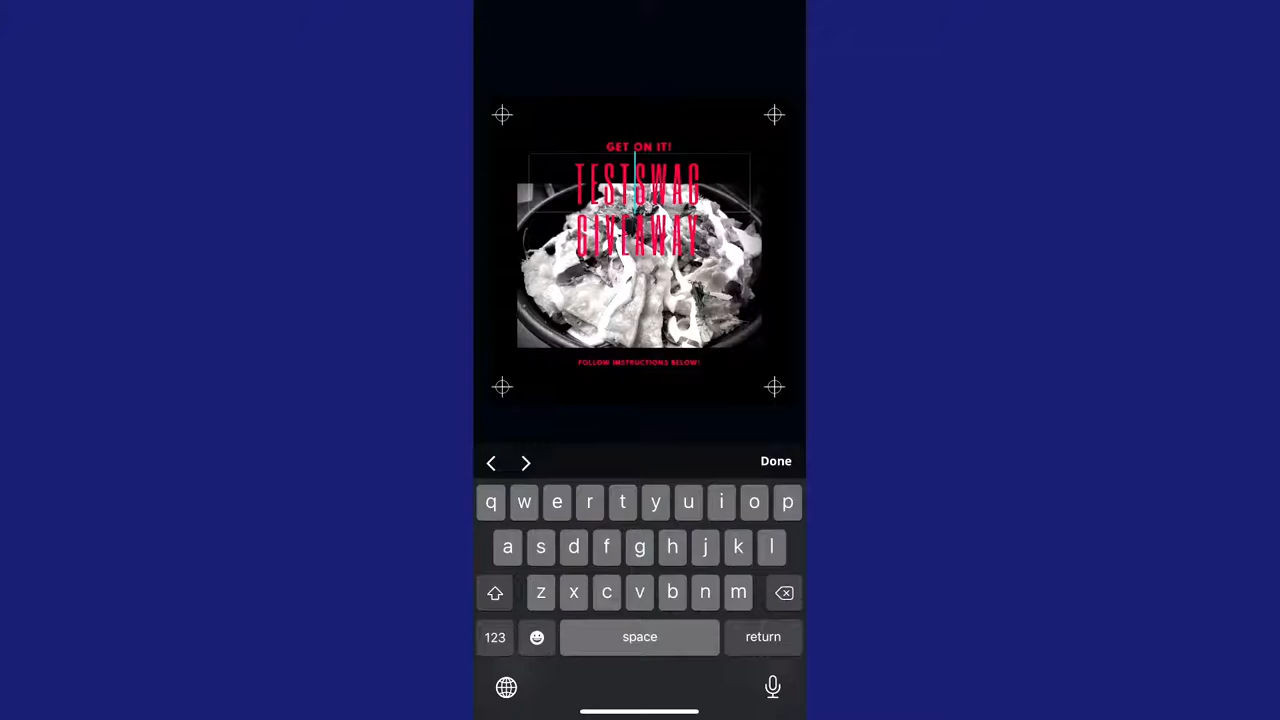 GET ON IT!
TESTSWAG
GIVEAWAY
FOLLOW INSTRUCTIONS BELOW!
Done
q w e r t y u i o p
a s d f g h j k l
z x c v b n m
123 space return